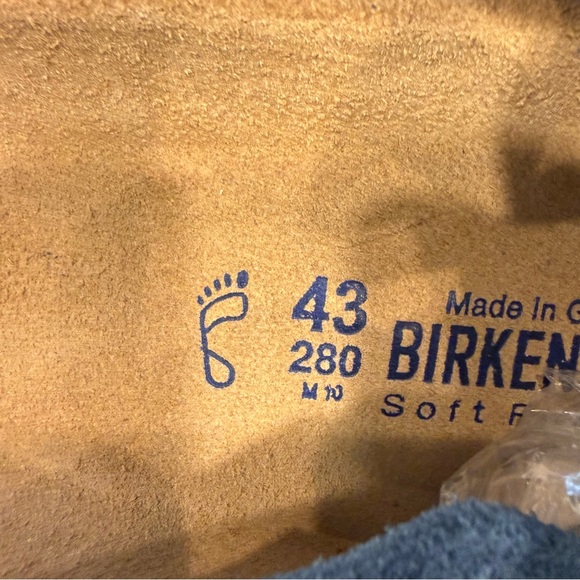 43
280
M 10
Made In G
BIRKEN
Soft F